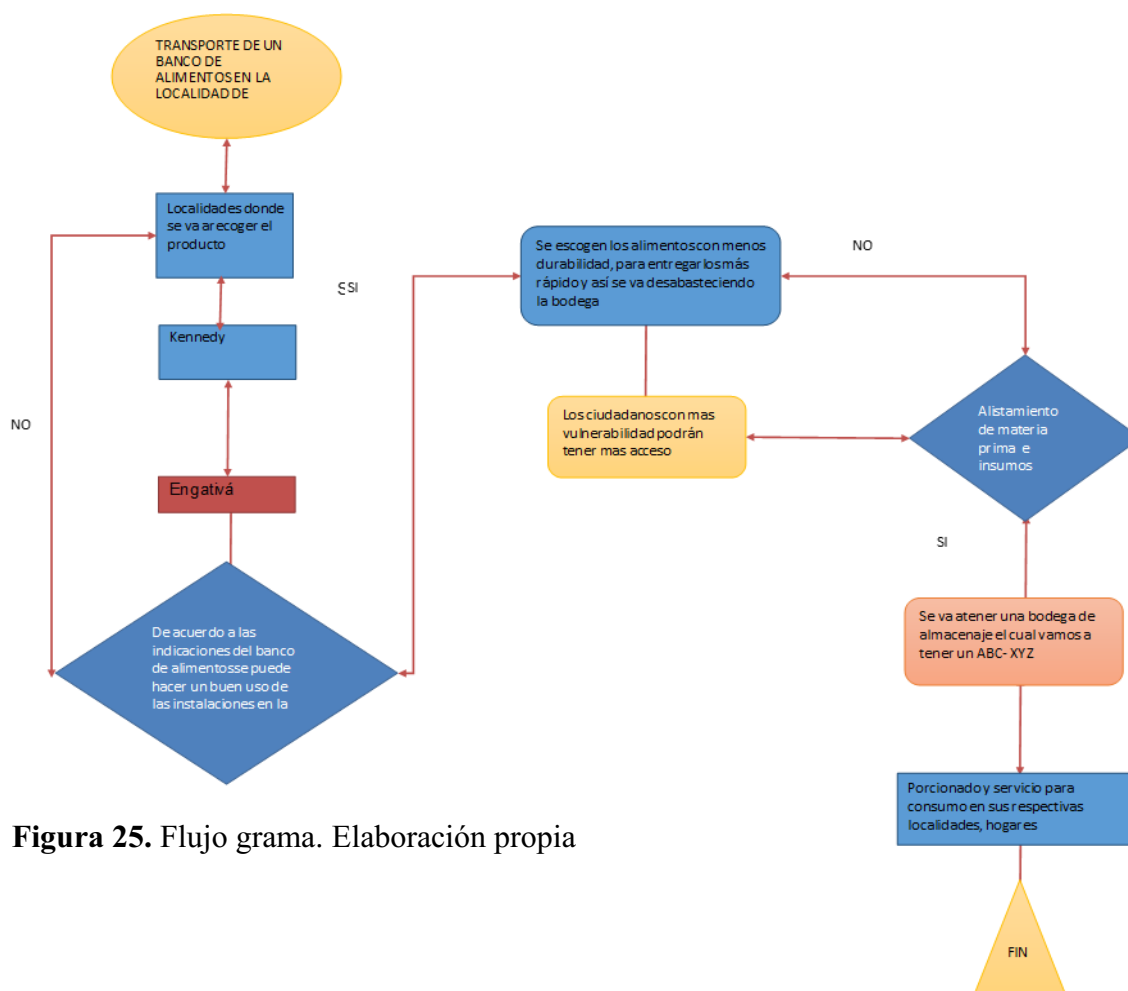 TRANSPORTE DE UN
BANCO DE
ALIMENTOS EN LA
LOCALIDAD DE
Localidades donde
se va a recoger el
producto
Kennedy
Engativá
NO
De acuerdo a las
indicaciones del banco
de alimentos se puede
hacer un buen uso de
las instalaciones en la
SSI
Se escogen los alimentos con menos
durabilidad, para entregarlos más
rápido y así se va desabasteciendo
la bodega
Los ciudadanos con mas
vulnerabilidad podrán
tener mas acceso
NO
Alistamiento
de materia
prima e
insumos
SI
Se va a tener una bodega de
almacenaje el cual vamos a
tener un ABC- XYZ
Porcionado y servicio para
consumo en sus respectivas
localidades, hogares
FIN
Figura 25. Flujo grama. Elaboración propia